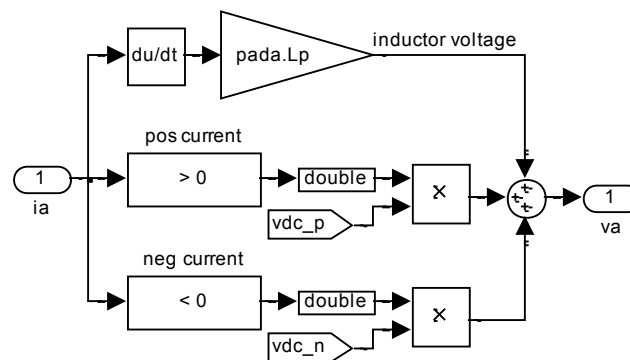 inductor voltage
du/dt
pada.Lp
pos current
1
> 0
double
×
1
ia
vdc_p
va
neg current
< 0
double
×
vdc_n